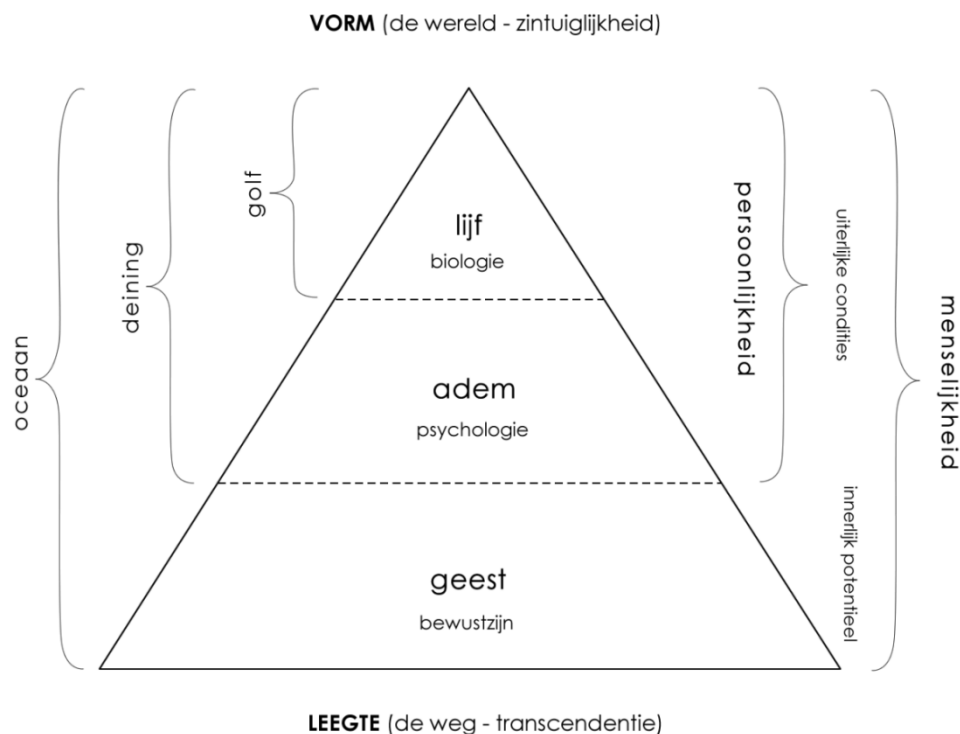 VORM (de wereld - zintuiglijkheid)
oceaan
deining
golf
lijf
biologie
adem
psychologie
geest
bewustzijn
persoonlijkheid
uiterlijke condities
innerlijk potentieel
menselijkheid
LEEGTE (de weg - transcendentie)